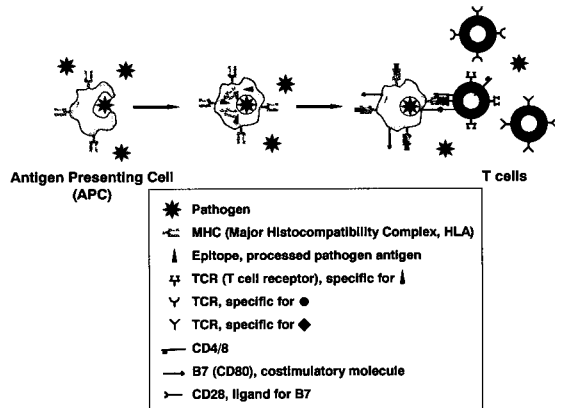 Antigen Presenting Cell
(APC)
T cells
Pathogen
MHC (Major Histocompatibility Complex, HLA)
Epitope, processed pathogen antigen
TCR (T cell receptor), specific for
TCR, specific for
TCR, specific for
CD4/8
B7 (CD80), costimulatory molecule
CD28, ligand for B7